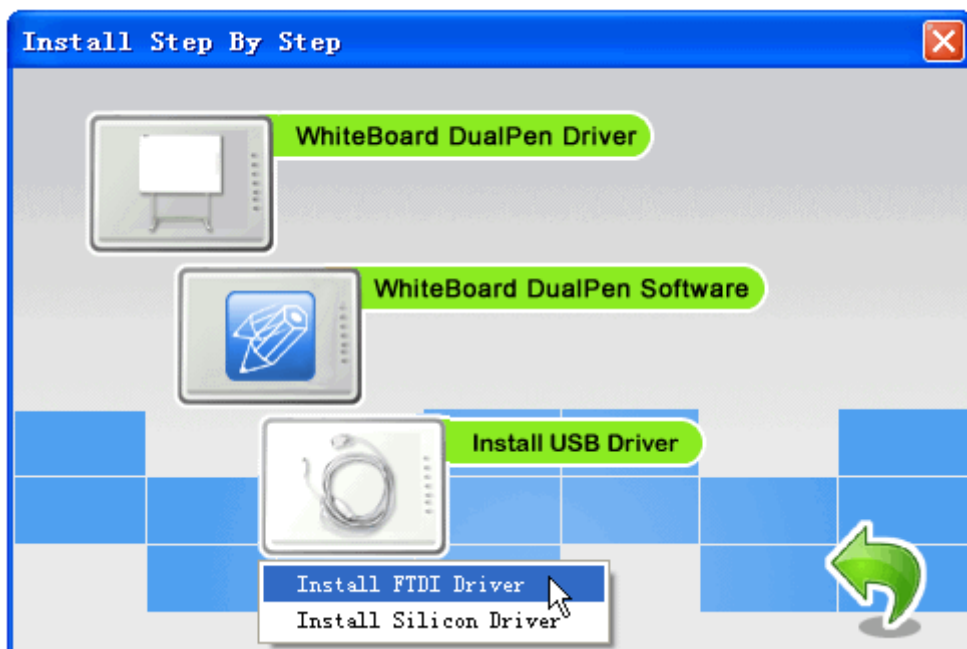 Install Step By Step
WhiteBoard DualPen Driver
WhiteBoard DualPen Software
Install USB Driver
Install FTDI Driver
Install Silicon Driver